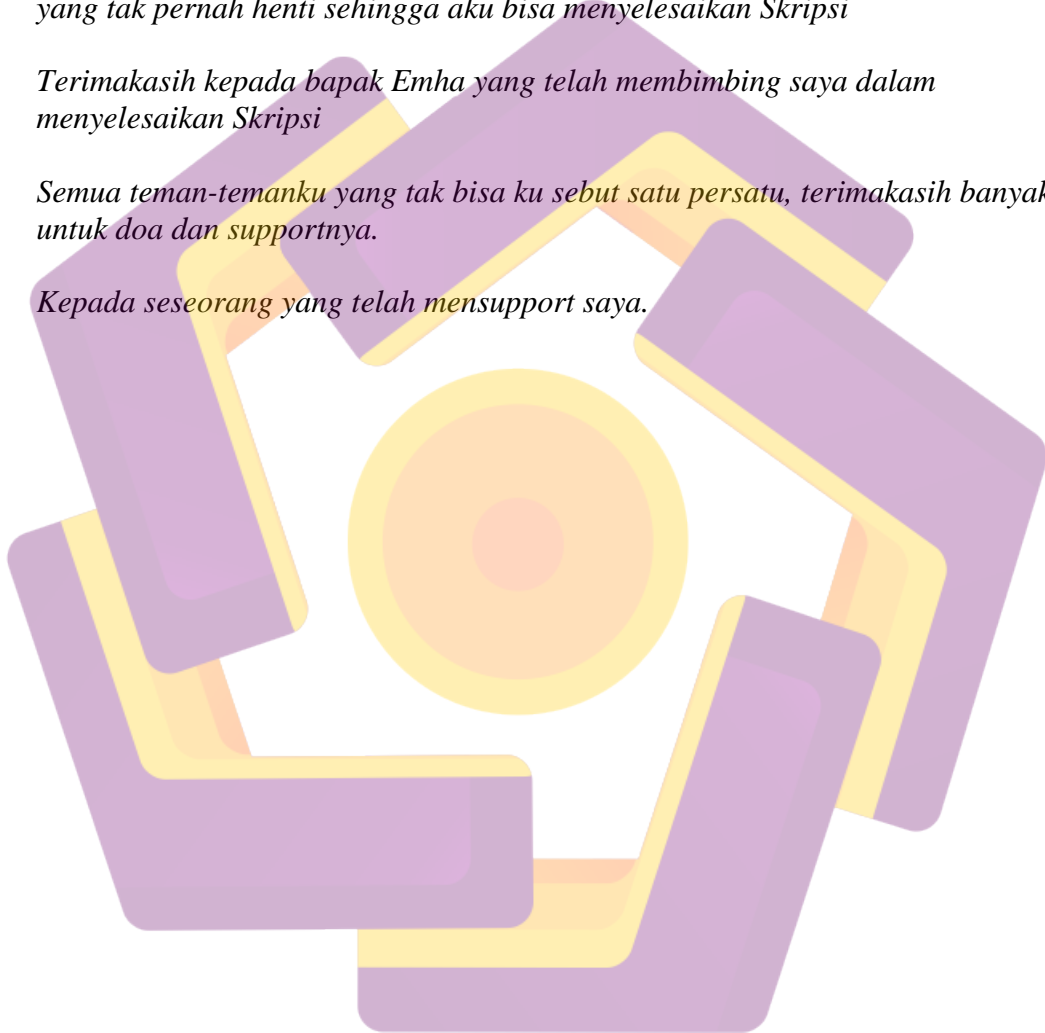 yang tak pernah henti sehingga aku bisa menyelesaikan Skripsi
Terimakasih kepada bapak Emha yang telah membimbing saya dalam
menyelesaikan Skripsi
Semua teman-temanku yang tak bisa ku sebut satu persatu, terimakasih banyak
untuk doa dan supportnya.
Kepada seseorang yang telah mensupport saya.